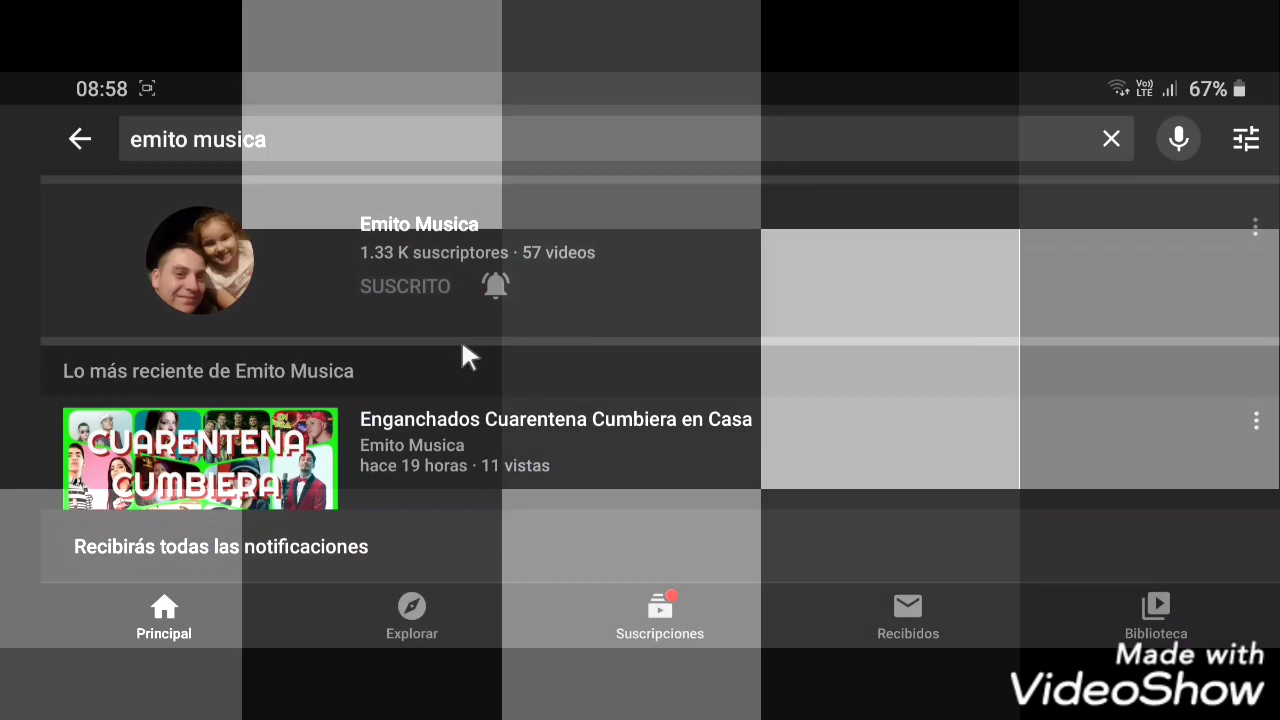 08:58
Vo)) LTE
67%
emito musica
Emito Musica
1.33 K suscriptores · 57 videos
SUSCRITO
Lo más reciente de Emito Musica
CUARENTENA
CUMBIERA
Enganchados Cuarentena Cumbiera en Casa
Emito Musica
hace 19 horas · 11 vistas
Recibirás todas las notificaciones
Principal
Explorar
Suscripciones
Recibidos
Biblioteca
Made with
VideoShow